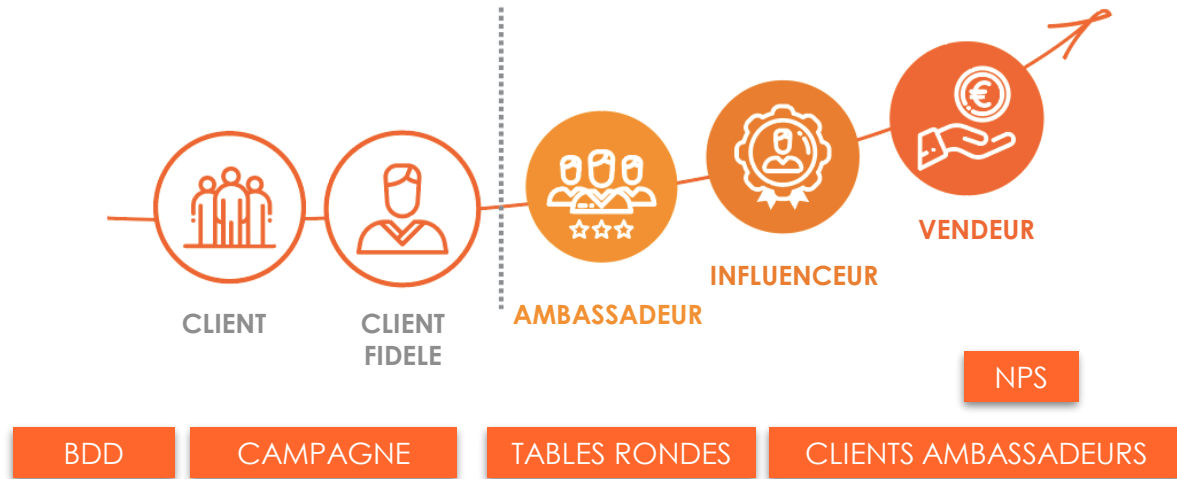 CLIENT
CLIENT
FIDELE
AMBASSADEUR
INFLUENCEUR
VENDEUR
NPS
BDD
CAMPAGNE
TABLES RONDES
CLIENTS AMBASSADEURS